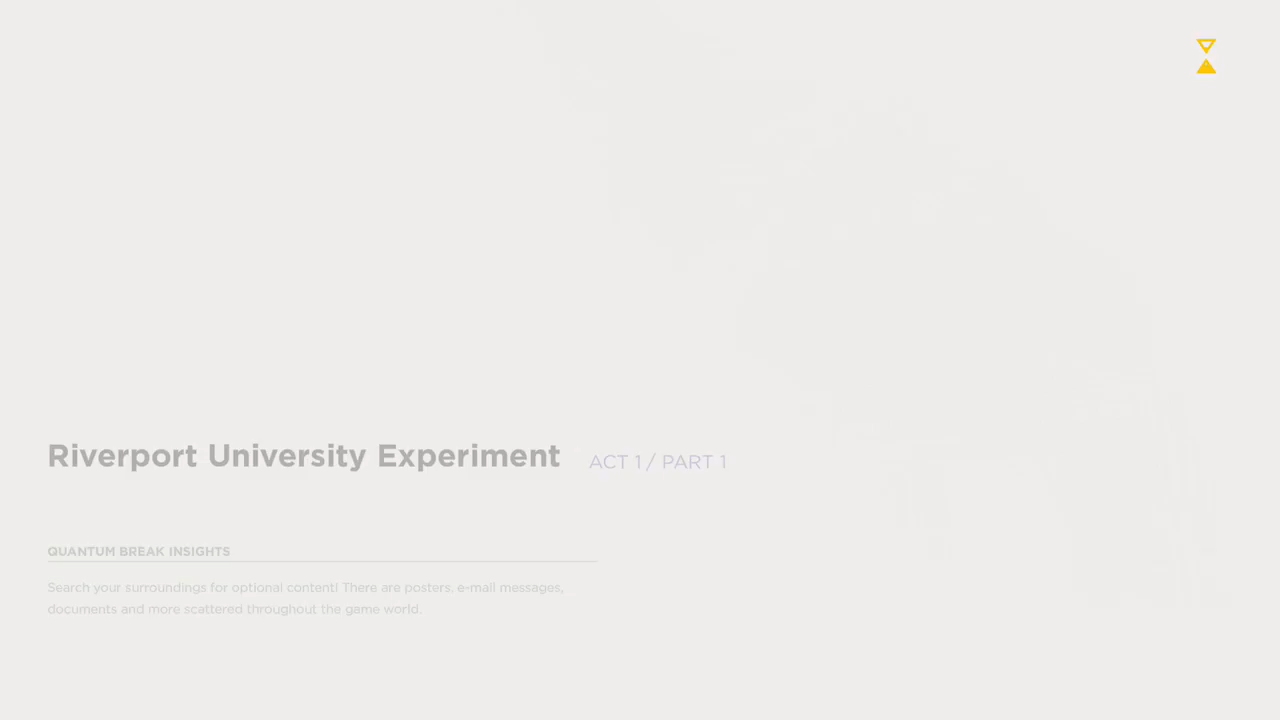 Riverport University Experiment ACT 1 / PART 1
QUANTUM BREAK INSIGHTS
Search your surroundings for optional content! There are posters, e-mail messages,
documents and more scattered throughout the game world.